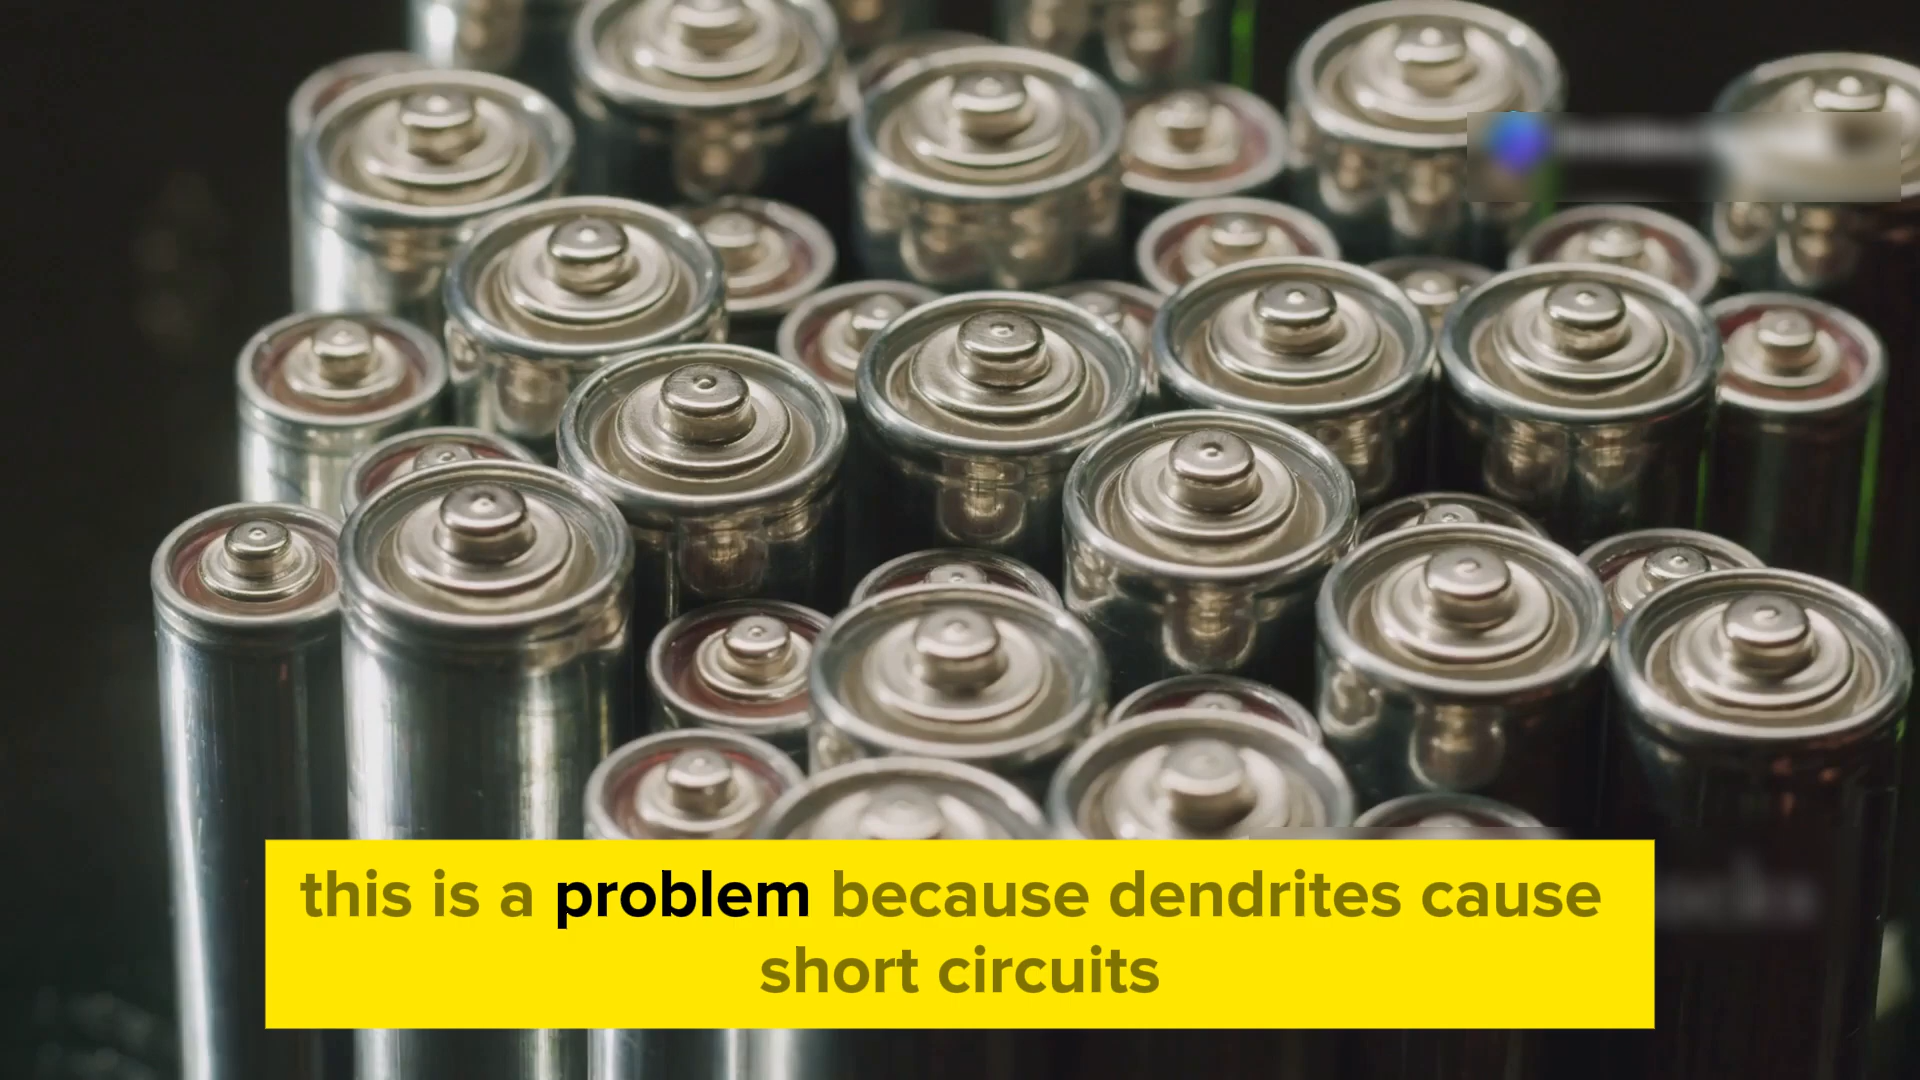 this is a problem because dendrites cause
short circuits